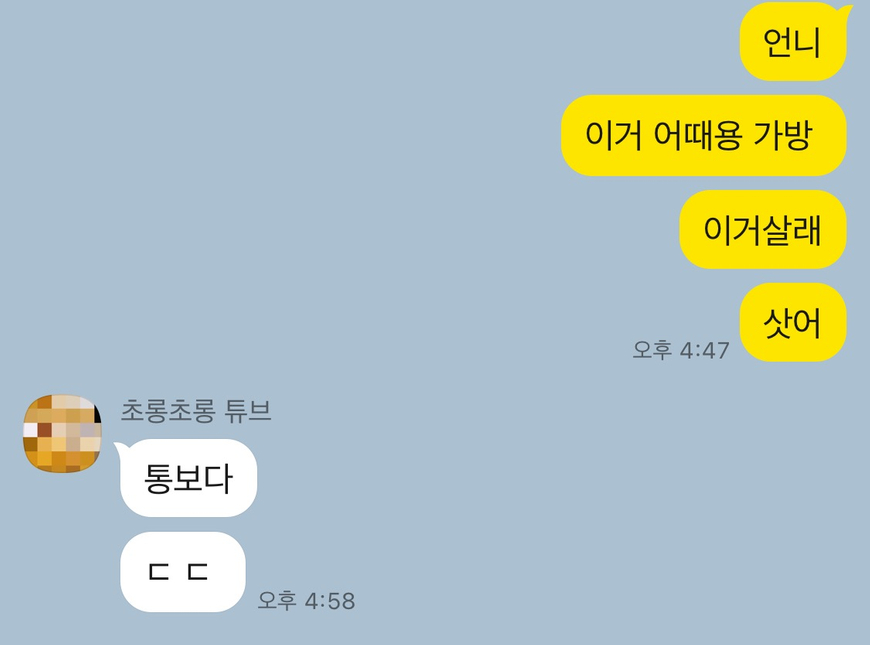 언니
이거 어때용 가방
이거살래
삿어
오후 4:47
초롱초롱 튜브
통보다
ㄷ ㄷ
오후 4:58